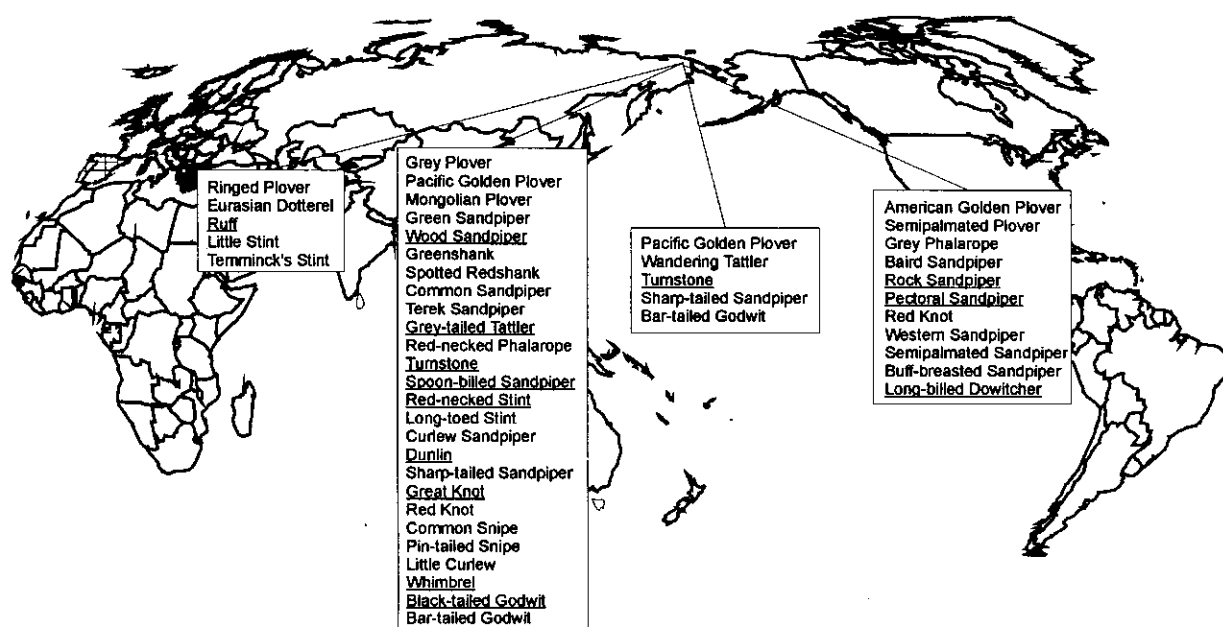 Ringed Plover
Eurasian Dotterel
Ruff
Little Stint
Temminck's Stint
Grey Plover
Pacific Golden Plover
Mongolian Plover
Green Sandpiper
Wood Sandpiper
Greenshank
Spotted Redshank
Common Sandpiper
Terek Sandpiper
Grey-tailed Tattler
Red-necked Phalarope
Turnstone
Spoon-billed Sandpiper
Red-necked Stint
Long-toed Stint
Curlew Sandpiper
Dunlin
Sharp-tailed Sandpiper
Great Knot
Red Knot
Common Snipe
Pin-tailed Snipe
Little Curlew
Whimbrel
Black-tailed Godwit
Bar-tailed Godwit
Pacific Golden Plover
Wandering Tattler
Turnstone
Sharp-tailed Sandpiper
Bar-tailed Godwit
American Golden Plover
Semipalmated Plover
Grey Phalarope
Baird Sandpiper
Rock Sandpiper
Pectoral Sandpiper
Red Knot
Western Sandpiper
Semipalmated Sandpiper
Buff-breasted Sandpiper
Long-billed Dowitcher